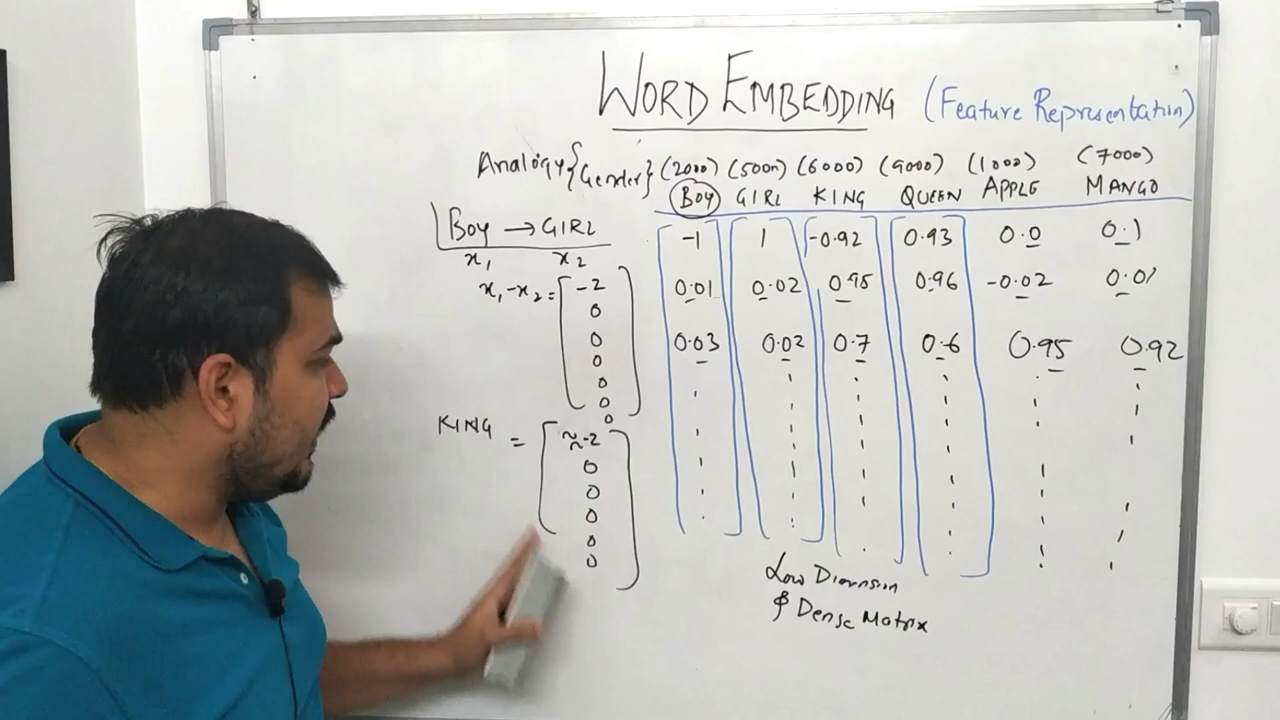 WORD EMBEDDING (Feature Representation)
Analogy {Gender} (2000) (5000) (6000) (9000) (1000) (7000)
Boy GIRL KING QUEEN APPLE MANGO
Boy → GIRL
x₁ x₂
-1 1 -0.92 0.93 0.0 0.1
x₁-x₂ = -2
0.01 0.02 0.95 0.96 -0.02 0.01
0
0
0.03 0.02 0.7 0.6 0.95 0.92
0
0
0
0
KING = ≈-2
0
0
0
0
0
Low Dimension
& Dense Matrix